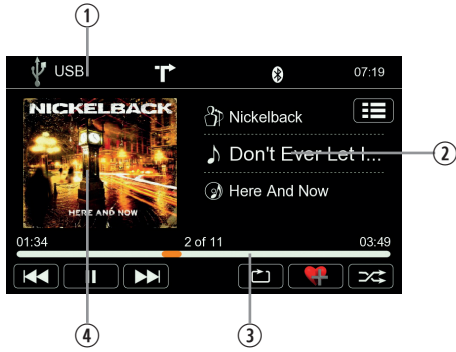 1
USB 07:19
NICKELBACK
HERE AND NOW
Nickelback
Don't Ever Let I...
2
Here And Now
01:34 2 of 11 03:49
4 3